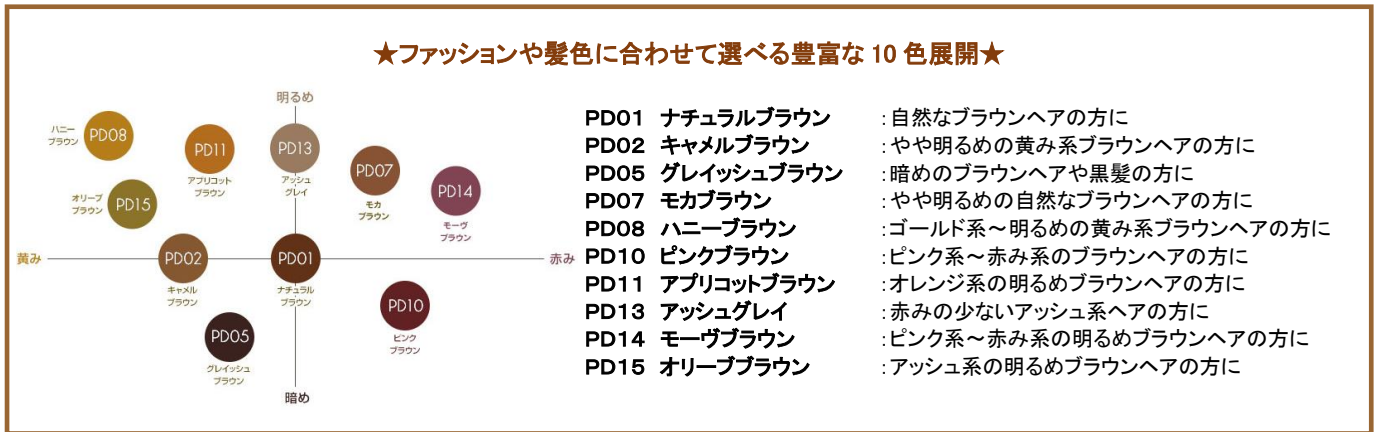 ★ファッションや髪色に合わせて選べる豊富な 10 色展開★
明るめ
ハニー
ブラウン
PD08
PD11
アプリコット
ブラウン
PD13
アッシュ
グレイ
PD07
モカ
ブラウン
PD14
モーヴ
ブラウン
オリーブ
ブラウン
PD15
黄み
PD02
キャメル
ブラウン
PD01
ナチュラル
ブラウン
赤み
PD10
ピンク
ブラウン
PD05
グレイッシュ
ブラウン
暗め
PD01 ナチュラルブラウン :自然なブラウンヘアの方に
PD02 キャメルブラウン :やや明るめの黄み系ブラウンヘアの方に
PD05 グレイッシュブラウン :暗めのブラウンヘアや黒髪の方に
PD07 モカブラウン :やや明るめの自然なブラウンヘアの方に
PD08 ハニーブラウン :ゴールド系～明るめの黄み系ブラウンヘアの方に
PD10 ピンクブラウン :ピンク系～赤み系のブラウンヘアの方に
PD11 アプリコットブラウン :オレンジ系の明るめブラウンヘアの方に
PD13 アッシュグレイ :赤みの少ないアッシュ系ヘアの方に
PD14 モーヴブラウン :ピンク系～赤み系の明るめブラウンヘアの方に
PD15 オリーブブラウン :アッシュ系の明るめブラウンヘアの方に